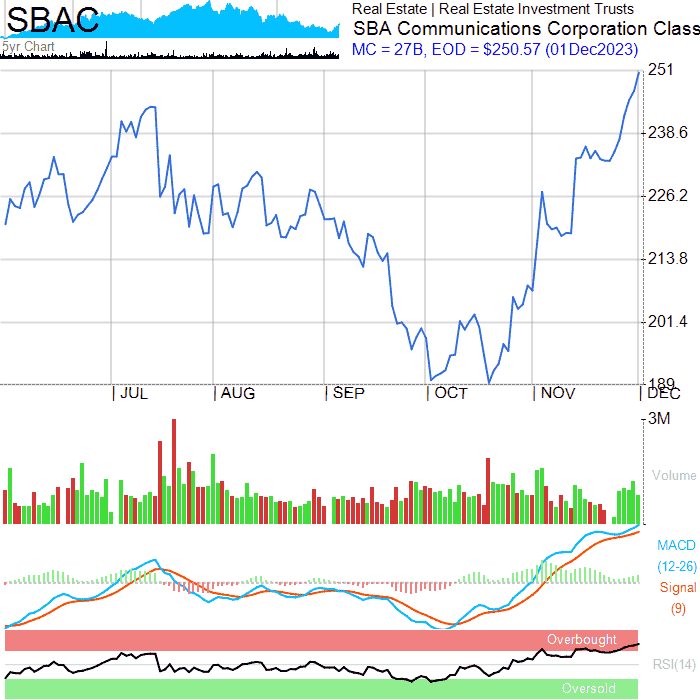 SBAC
5yr Chart
Real Estate | Real Estate Investment Trusts
SBA Communications Corporation Class
MC = 27B, EOD = $250.57 (01Dec2023)
251
238.6
226.2
213.8
201.4
189
JUL
AUG
SEP
OCT
NOV
DEC
3M
Volume
MACD
(12-26)
Signal
(9)
Overbought
RSI(14)
Oversold